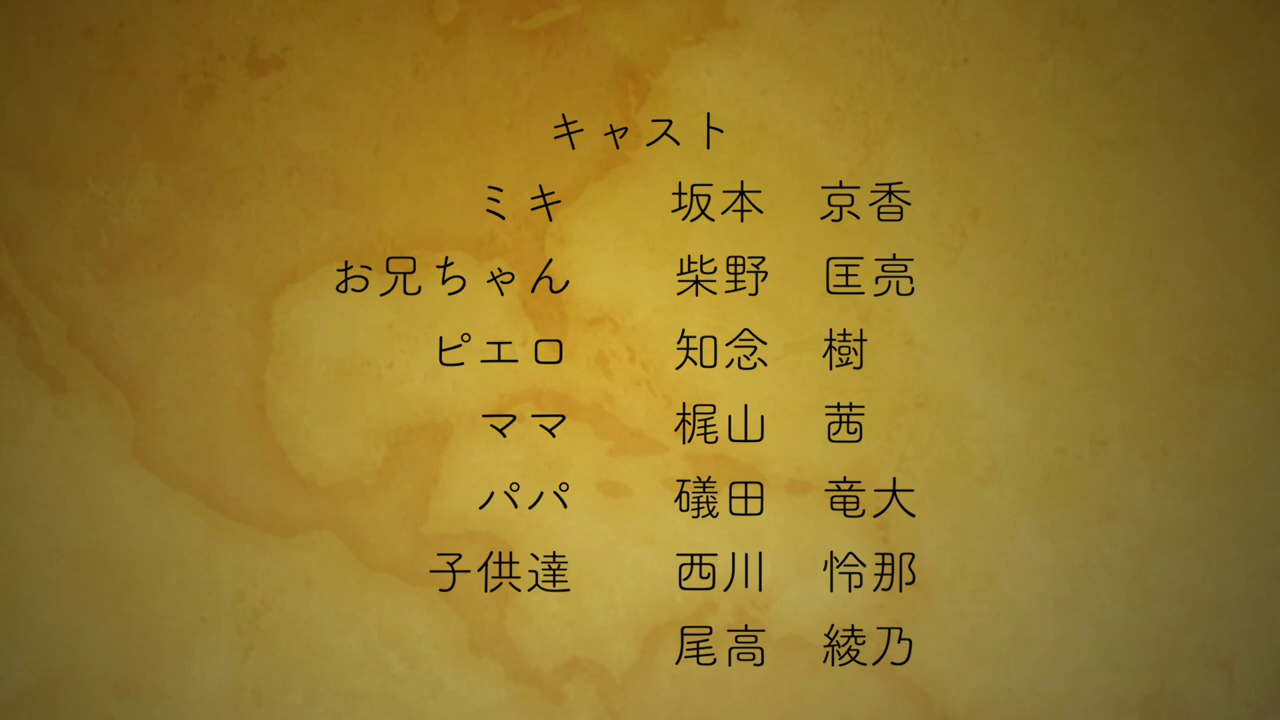 キャスト
ミキ 坂本 京香
お兄ちゃん 柴野 匡亮
ピエロ 知念 樹
ママ 梶山 茜
パパ 礒田 竜大
子供達 西川 怜那
尾高 綾乃